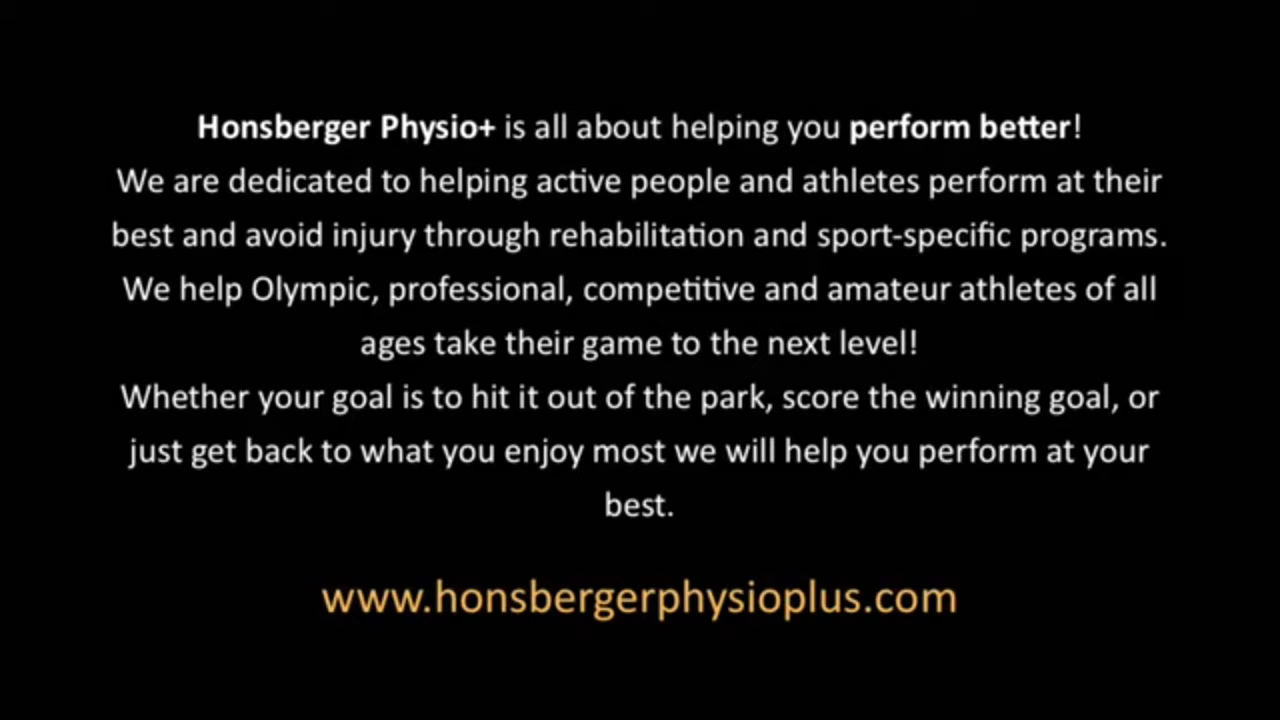 Honsberger Physio+ is all about helping you perform better!
We are dedicated to helping active people and athletes perform at their
best and avoid injury through rehabilitation and sport-specific programs.
We help Olympic, professional, competitive and amateur athletes of all
ages take their game to the next level!
Whether your goal is to hit it out of the park, score the winning goal, or
just get back to what you enjoy most we will help you perform at your
best.
www.honsbergerphysioplus.com